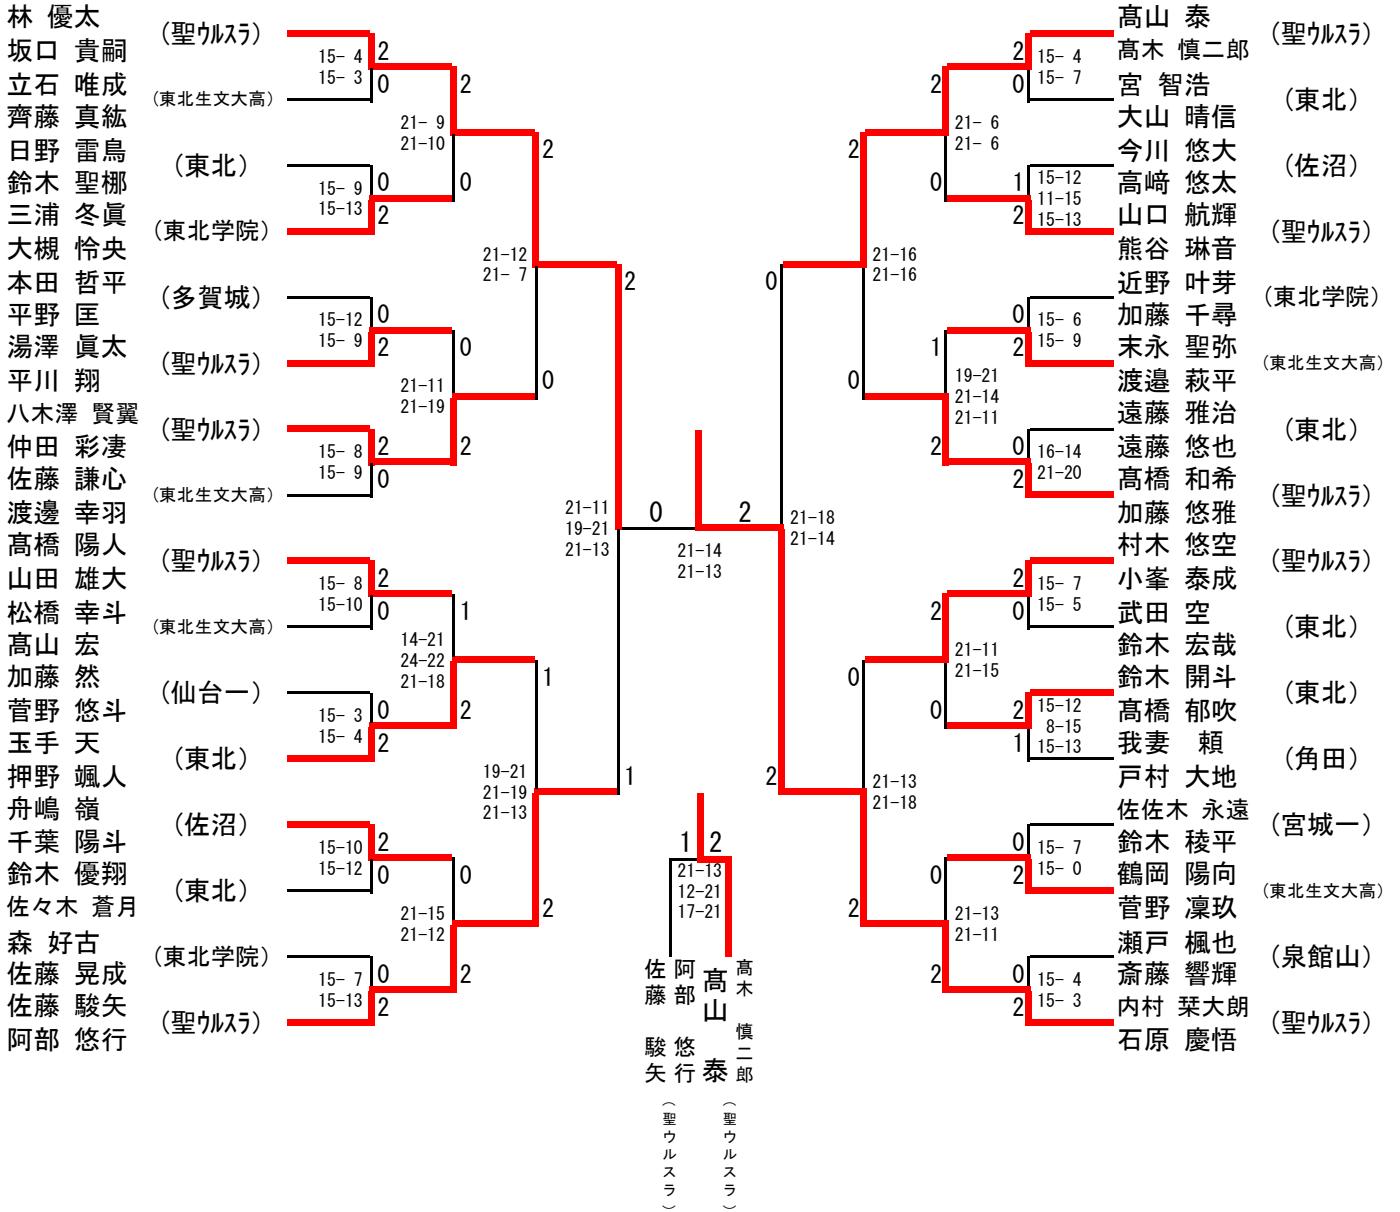 林 優太
坂口 貴嗣
(聖ウルスラ)
立石 唯成
齊藤 真紘
(東北生文大高)
日野 雷鳥
鈴木 聖梛
(東北)
三浦 冬眞
大槻 怜央
(東北学院)
本田 哲平
平野 匡
(多賀城)
湯澤 眞太
平川 翔
(聖ウルスラ)
八木澤 賢翼
仲田 彩凄
(聖ウルスラ)
佐藤 謙心
渡邊 幸羽
(東北生文大高)
髙橋 陽人
山田 雄大
(聖ウルスラ)
松橋 幸斗
髙山 宏
(東北生文大高)
加藤 然
菅野 悠斗
(仙台一)
玉手 天
押野 颯人
(東北)
舟嶋 嶺
千葉 陽斗
(佐沼)
鈴木 優翔
佐々木 蒼月
(東北)
森 好古
佐藤 晃成
(東北学院)
佐藤 駿矢
阿部 悠行
(聖ウルスラ)
2
15- 4
15- 3
0
0
15- 9
15-13
2
0
15-12
15- 9
2
2
15- 8
15- 9
0
2
15- 8
15-10
0
0
15- 3
15- 4
2
2
15-10
15-12
0
0
15- 7
15-13
2
2
21- 9
21-10
0
0
21-11
21-19
2
1
14-21
24-22
21-18
2
0
21-15
21-12
2
2
21-12
21- 7
0
1
19-21
21-19
21-13
2
2
21-11
19-21
21-13
1
0
2
21-14
21-13
0
21-18
21-14
2
2
21-16
21-16
0
0
21-13
21-18
2
2
21- 6
21- 6
0
1
19-21
21-14
21-11
2
2
21-11
21-15
0
0
21-13
21-11
2
2
15- 4
15- 7
0
1
15-12
11-15
15-13
2
0
15- 6
15- 9
2
0
16-14
21-20
2
2
15- 7
15- 5
0
2
15-12
8-15
15-13
1
0
15- 7
15- 0
2
0
15- 4
15- 3
2
髙山 泰
髙木 慎二郎
(聖ウルスラ)
宮 智浩
大山 晴信
(東北)
今川 悠大
高﨑 悠太
(佐沼)
山口 航輝
熊谷 琳音
(聖ウルスラ)
近野 叶芽
加藤 千尋
(東北学院)
末永 聖弥
渡邉 萩平
(東北生文大高)
遠藤 雅治
遠藤 悠也
(東北)
髙橋 和希
加藤 悠雅
(聖ウルスラ)
村木 悠空
小峯 泰成
(聖ウルスラ)
武田 空
鈴木 宏哉
(東北)
鈴木 開斗
髙橋 郁吹
(東北)
我妻 頼
戸村 大地
(角田)
佐佐木 永遠
鈴木 稜平
(宮城一)
鶴岡 陽向
菅野 凜玖
(東北生文大高)
瀬戸 楓也
斎藤 響輝
(泉館山)
内村 栞大朗
石原 慶悟
(聖ウルスラ)
1
2
21-13
12-21
17-21
佐藤 駿矢
阿部 悠行
(聖ウルスラ)
髙山 泰
髙木 慎二郎
(聖ウルスラ)